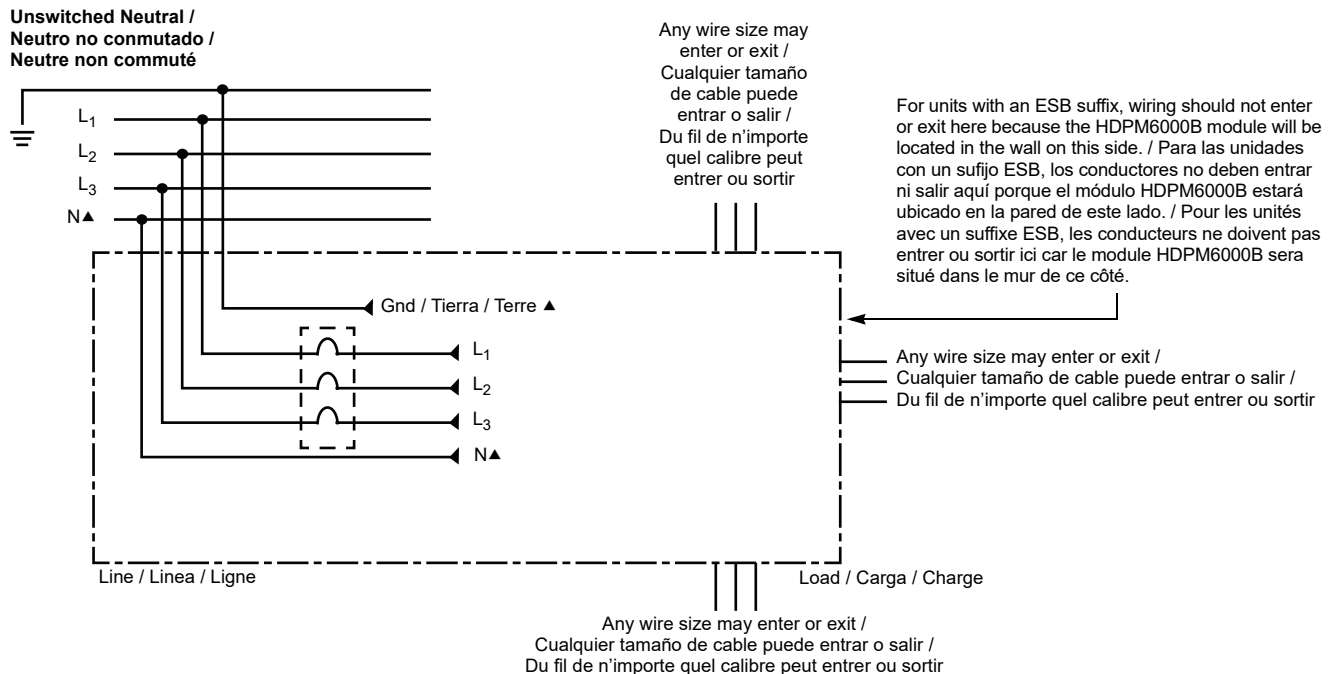 Unswitched Neutral /
Neutro no conmutado /
Neutre non commuté
L1
L2
L3
N▲
Any wire size may
enter or exit /
Cualquier tamaño
de cable puede
entrar o salir /
Du fil de n’importe
quel calibre peut
entrer ou sortir
For units with an ESB suffix, wiring should not enter
or exit here because the HDPM6000B module will be
located in the wall on this side. / Para las unidades
con un sufijo ESB, los conductores no deben entrar
ni salir aquí porque el módulo HDPM6000B estará
ubicado en la pared de este lado. / Pour les unités
avec un suffixe ESB, les conducteurs ne doivent pas
entrer ou sortir ici car le module HDPM6000B sera
situé dans le mur de ce côté.
Gnd / Tierra / Terre ▲
L1
L2
L3
N▲
Any wire size may enter or exit /
Cualquier tamaño de cable puede entrar o salir /
Du fil de n’importe quel calibre peut entrer ou sortir
Line / Linea / Ligne
Load / Carga / Charge
Any wire size may enter or exit /
Cualquier tamaño de cable puede entrar o salir /
Du fil de n’importe quel calibre peut entrer ou sortir